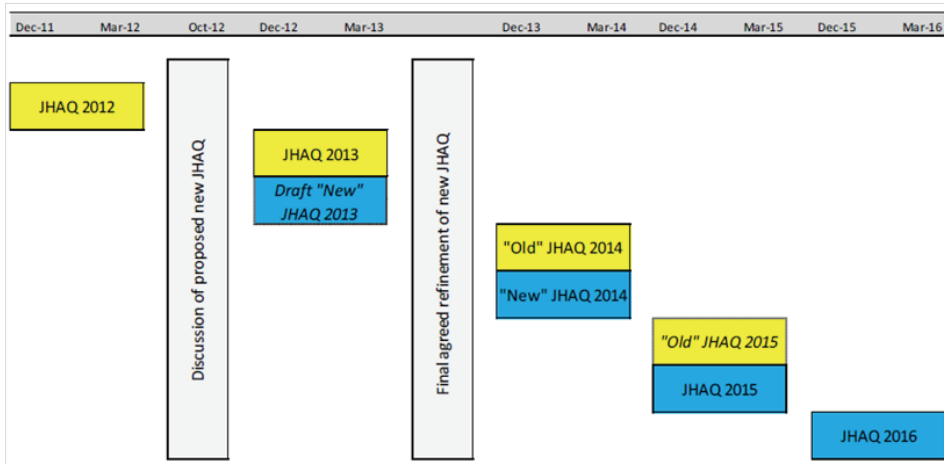 Dec-11 Mar-12 Oct-12 Dec-12 Mar-13 Dec-13 Mar-14 Dec-14 Mar-15 Dec-15 Mar-16
JHAQ 2012
Discussion of proposed new JHAQ
JHAQ 2013
Draft "New"
JHAQ 2013
Final agreed refinement of new JHAQ
"Old" JHAQ 2014
"New" JHAQ 2014
"Old" JHAQ 2015
JHAQ 2015
JHAQ 2016